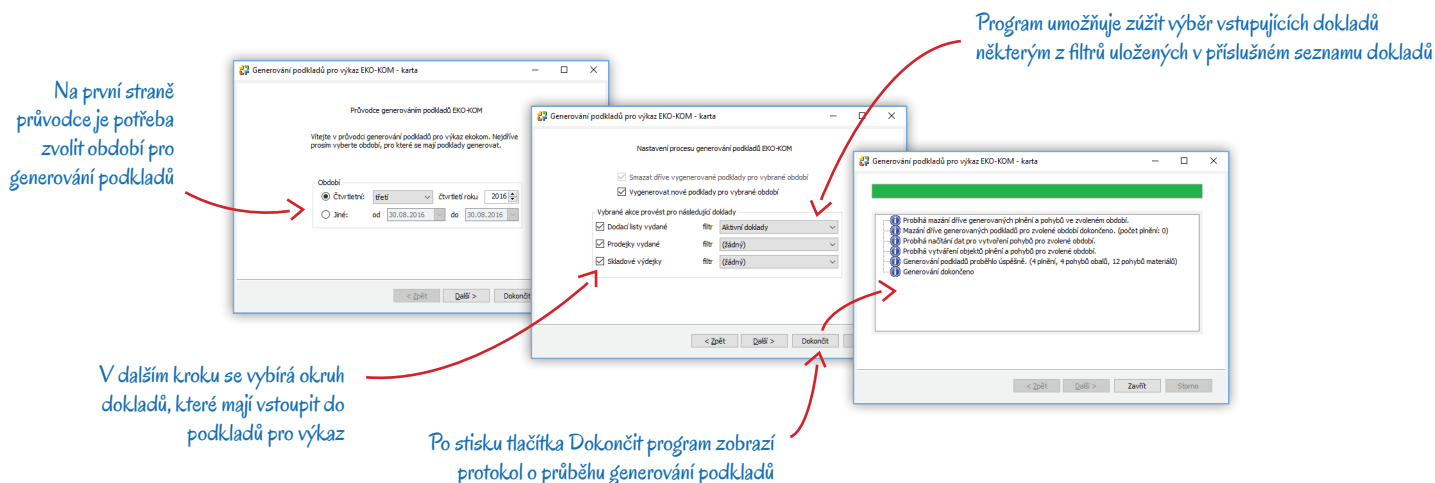 Program umožňuje zúžit výběr vstupujících dokladů
některým z filtrů uložených v příslušném seznamu dokladů
Na první straně
průvodce je potřeba
zvolit období pro
generování podkladů
Generování podkladů pro výkaz EKO-KOM - karta
Průvodce generováním podkladů EKO-KOM
Vítejte v průvodci generování podkladů pro výkaz ekokom. Nejdříve
prosím vyberte období, pro které se mají podklady generovat.
Období
Čtvrtletní: třetí čtvrtletí roku 2016
Jiné: od 30.08.2016 do 30.08.2016
< Zpět Další > Dokončit
Generování podkladů pro výkaz EKO-KOM - karta
Nastavení procesu generování podkladů EKO-KOM
Smazat dříve vygenerované podklady pro vybrané období
Vygenerovat nové podklady pro vybrané období
Vybrané akce provést pro následující doklady
Dodací listy vydané filtr Aktivní doklady
Prodejky vydané filtr (žádný)
Skladové výdejky filtr (žádný)
< Zpět Další > Dokončit
Generování podkladů pro výkaz EKO-KOM - karta
Probíhá mazání dříve generovaných plnění a pohybů ve zvoleném období.
Mazání dříve generovaných podkladů pro zvolené období dokončeno. (počet plnění: 0)
Probíhá načítání dat pro vytvoření pohybů pro zvolené období.
Probíhá vytváření objektů plnění a pohybů pro zvolené období.
Generování podkladů proběhlo úspěšně. (4 plnění, 4 pohybů obalů, 12 pohybů materiálů)
Generování dokončeno
< Zpět Další > Zavřít Storno
V dalším kroku se vybírá okruh
dokladů, které mají vstoupit do
podkladů pro výkaz
Po stisku tlačítka Dokončit program zobrazí
protokol o průběhu generování podkladů